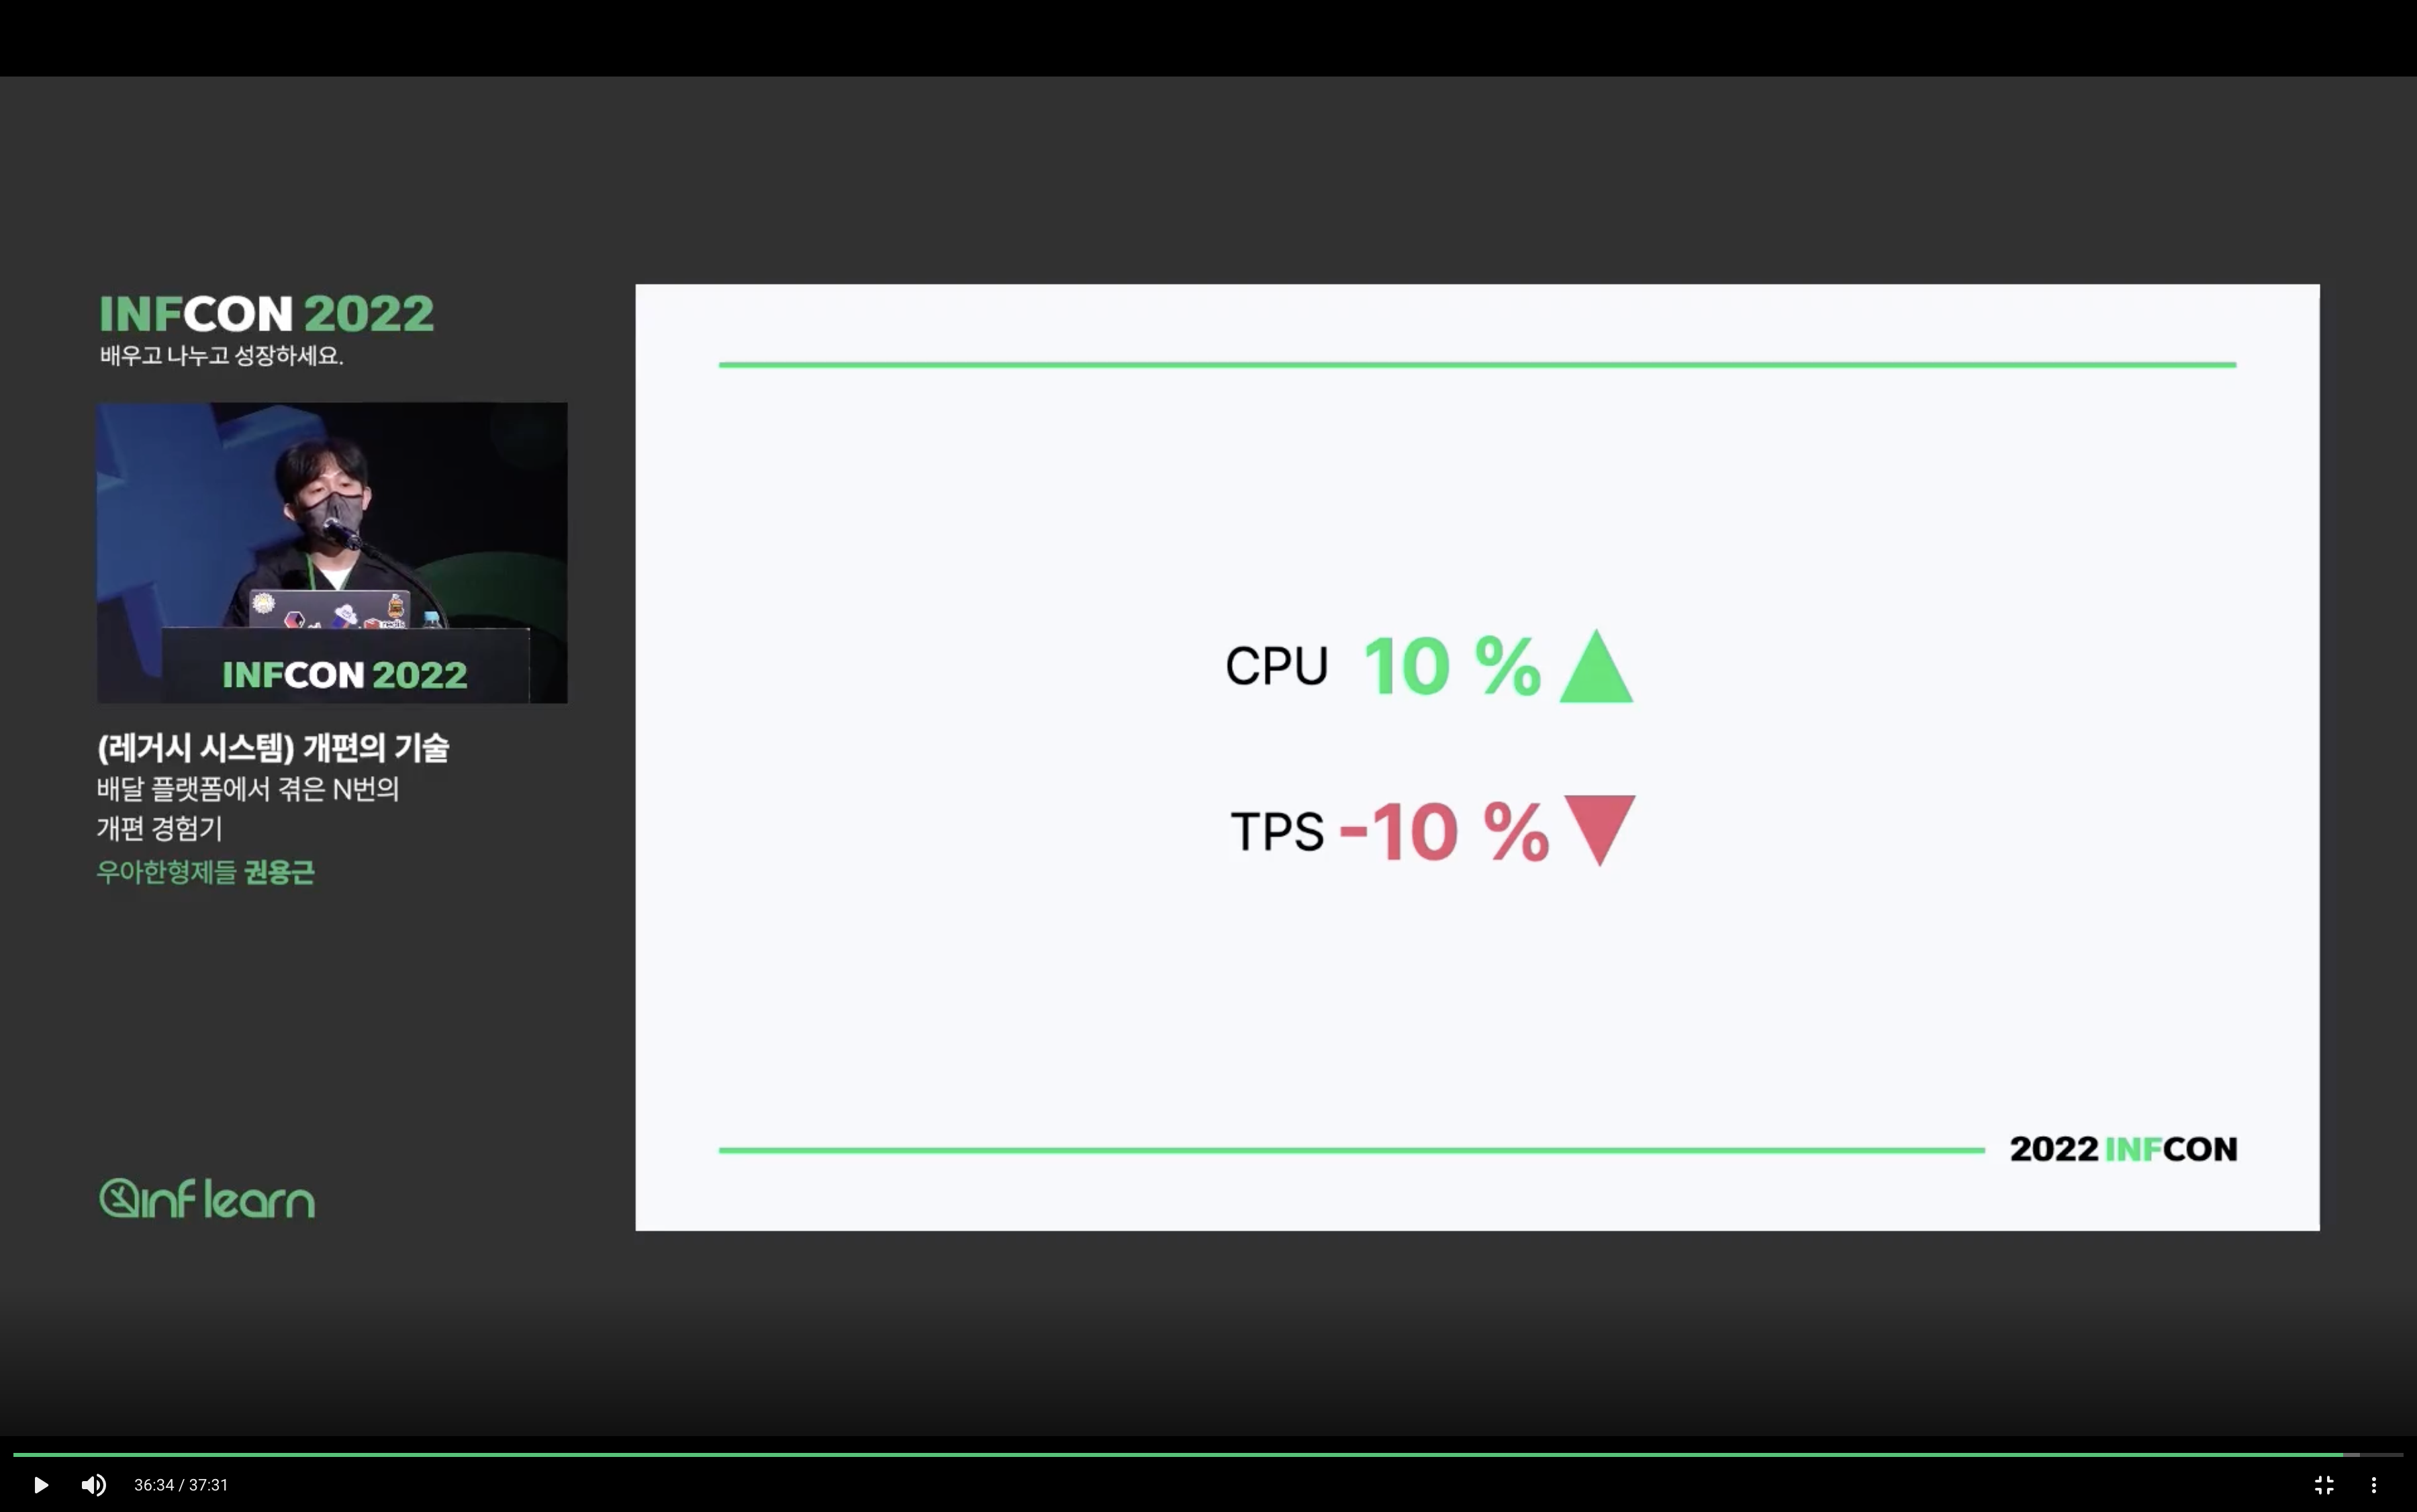 INFCON 2022
배우고 나누고 성장하세요.
redis
INFCON 2022
(레거시 시스템) 개편의 기술
배달 플랫폼에서 겪은 N번의
개편 경험기
우아한형제들 권용근
inflearn
CPU 10 % ▲
TPS -10 % ▼
2022 INFCON
36:34 / 37:31